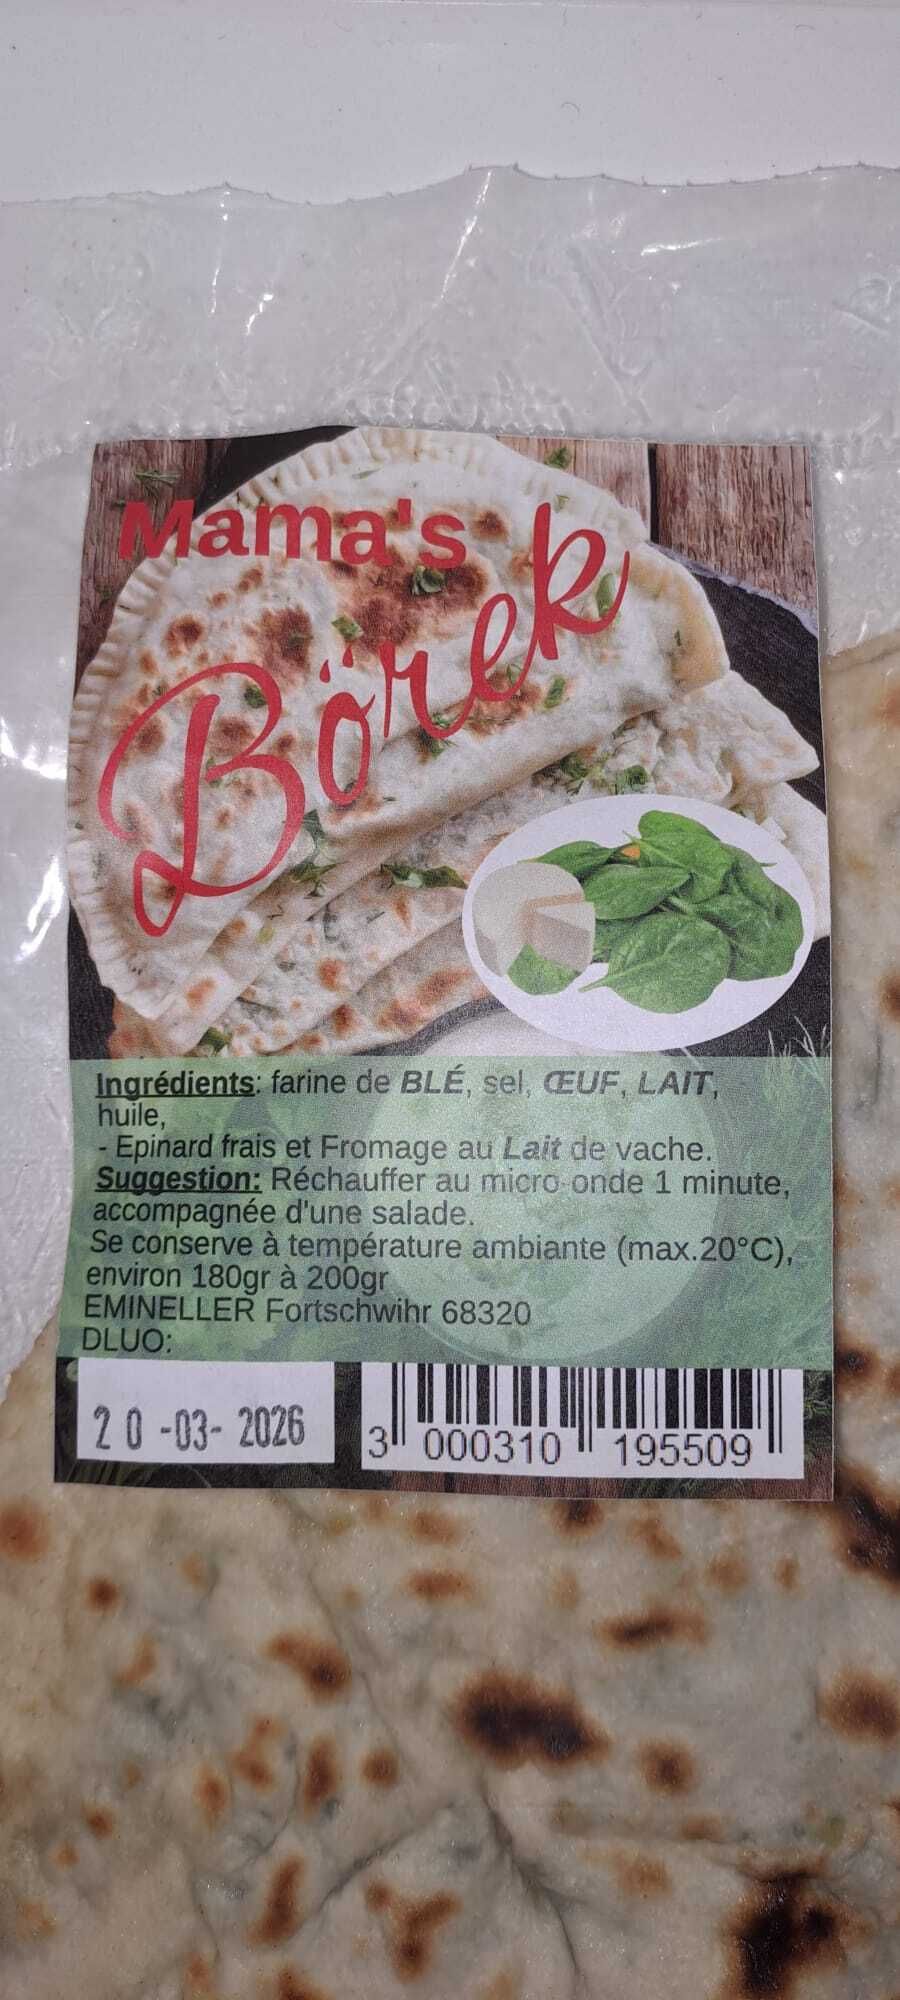 Mama's
Börek
Ingrédients: farine de BLÉ, sel, ŒUF, LAIT,
huile,
- Epinard frais et Fromage au Lait de vache.
Suggestion: Réchauffer au micro-onde 1 minute,
accompagnée d'une salade.
Se conserve à température ambiante (max.20°C),
environ 180gr à 200gr
EMINELLER Fortschwihr 68320
DLUO:
20-03-2026
3 000310 195509